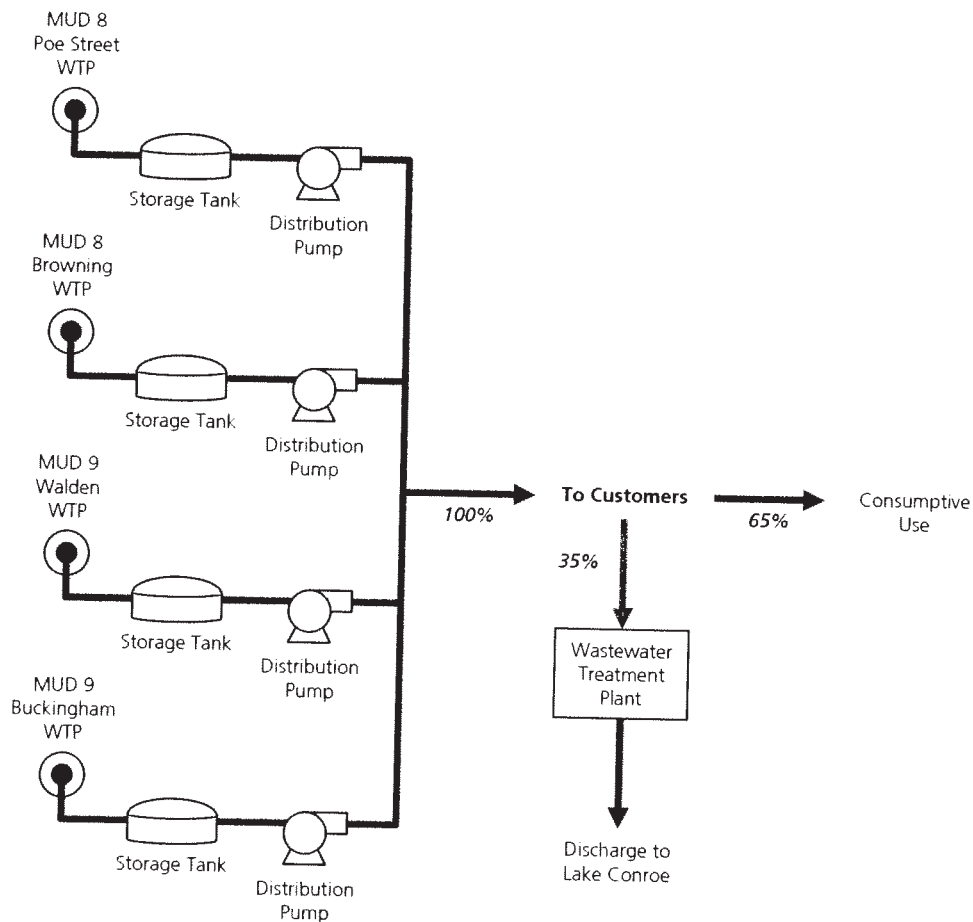 MUD 8
Poe Street
WTP
Storage Tank
Distribution
Pump
MUD 8
Browning
WTP
Storage Tank
Distribution
Pump
MUD 9
Walden
WTP
Storage Tank
Distribution
Pump
MUD 9
Buckingham
WTP
Storage Tank
Distribution
Pump
100%
To Customers
65%
Consumptive
Use
35%
Wastewater
Treatment
Plant
Discharge to
Lake Conroe